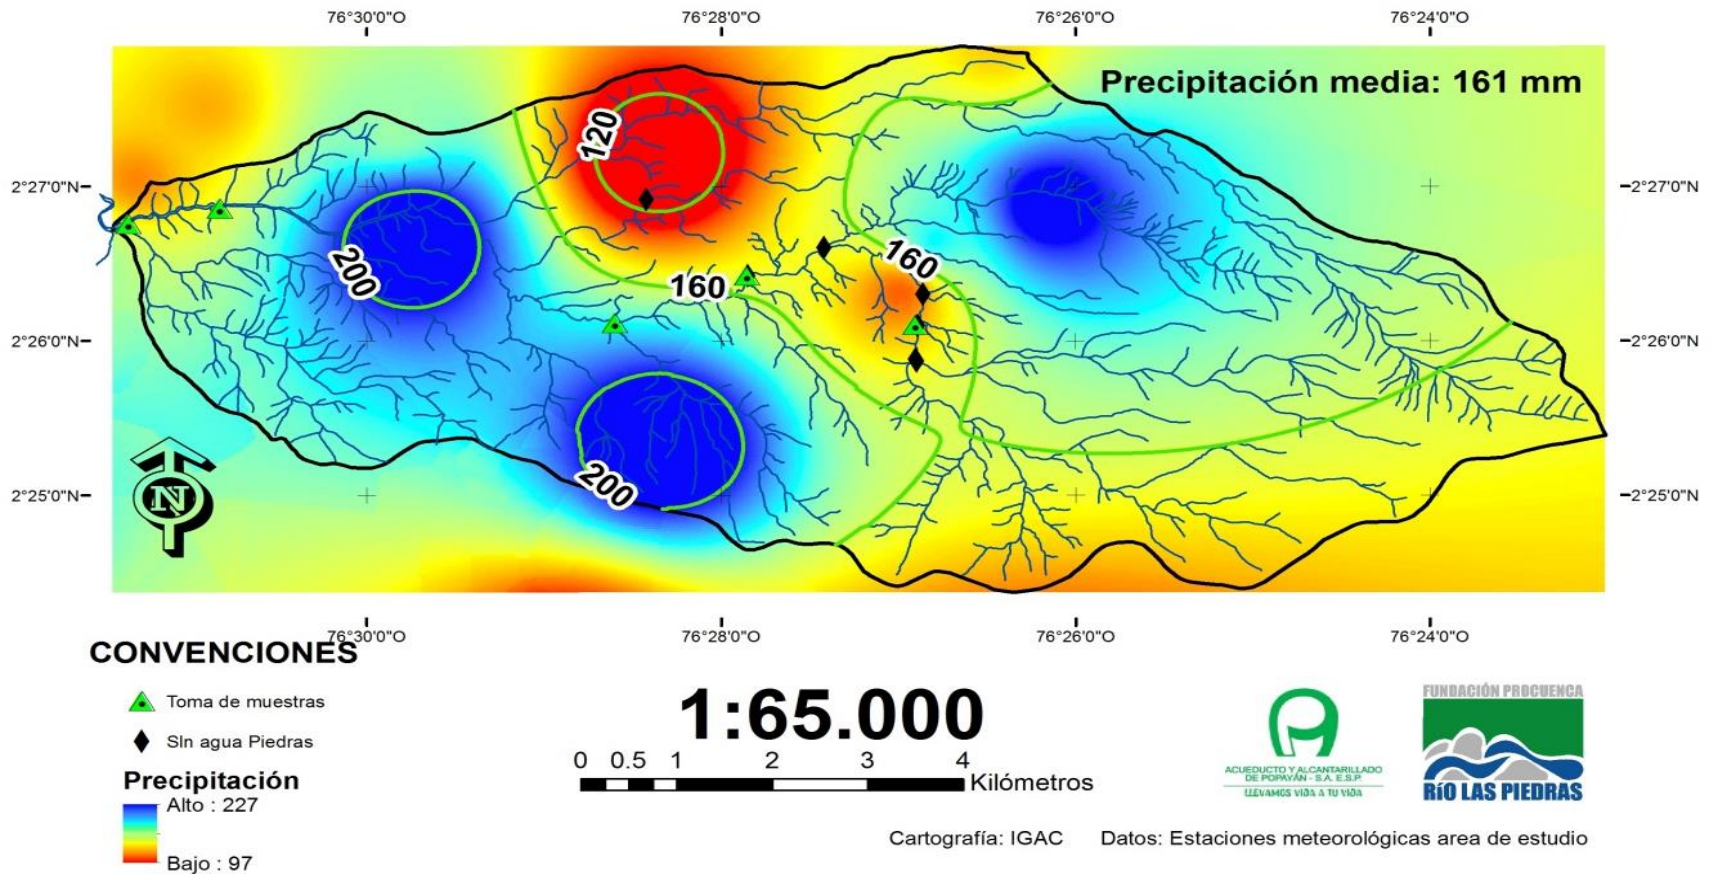 76°30'0"O 76°28'0"O 76°26'0"O 76°24'0"O
Precipitación media: 161 mm
120
2°27'0"N 2°27'0"N
200
160
160
2°26'0"N 2°26'0"N
200
2°25'0"N 2°25'0"N
N
76°30'0"O 76°28'0"O 76°26'0"O 76°24'0"O
CONVENCIONES
Toma de muestras
SIn agua Piedras
Precipitación
Alto : 227
Bajo : 97
1:65.000
0 0.5 1 2 3 4
Kilómetros
ACUEDUCTO Y ALCANTARILLADO
DE POPAYÁN - S.A. E.S.P.
LLEVAMOS VIDA A TU VIDA
FUNDACIÓN PROCUENCA
RÍO LAS PIEDRAS
Cartografía: IGAC Datos: Estaciones meteorológicas area de estudio